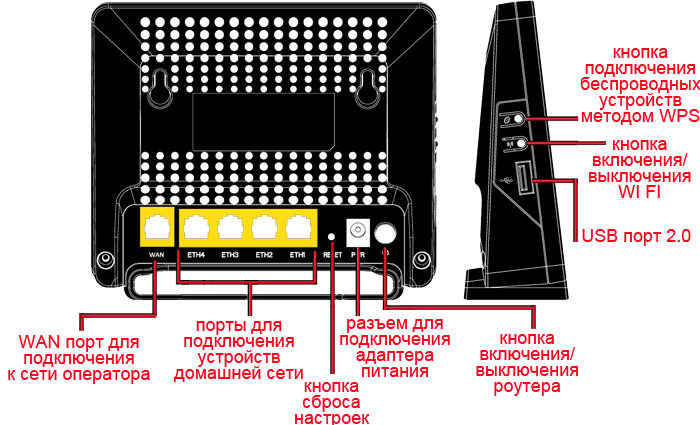 кнопка
подключения
беспроводных
устройств
методом WPS
кнопка
включения/
выключения
WI FI
USB порт 2.0
WAN
ETH4
ETH3
ETH2
ETH1
RESET
PWR
WAN порт для
подключения
к сети оператора
порты для
подключения
устройств
домашней сети
кнопка
сброса
настроек
разъем для
подключения
адаптера
питания
кнопка
включения/
выключения
роутера